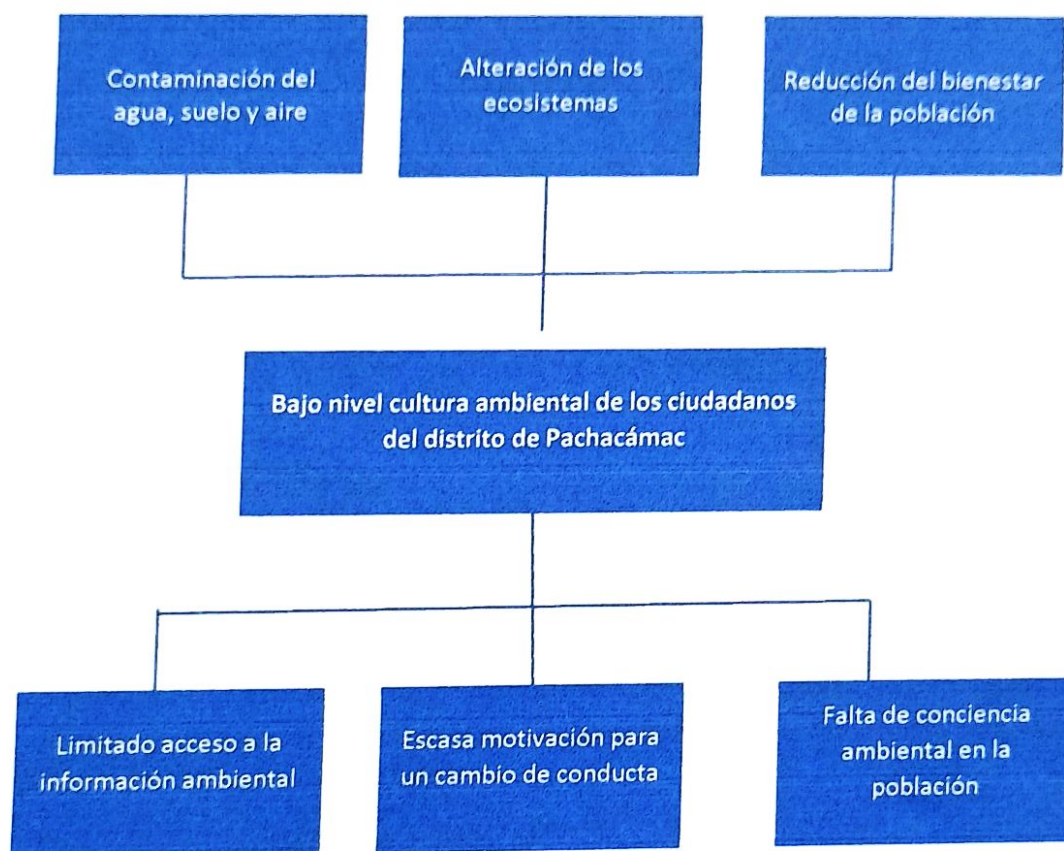 Contaminación del
agua, suelo y aire
Alteración de los
ecosistemas
Reducción del bienestar
de la población
Bajo nivel cultura ambiental de los ciudadanos
del distrito de Pachacámac
Limitado acceso a la
información ambiental
Escasa motivación para
un cambio de conducta
Falta de conciencia
ambiental en la
población